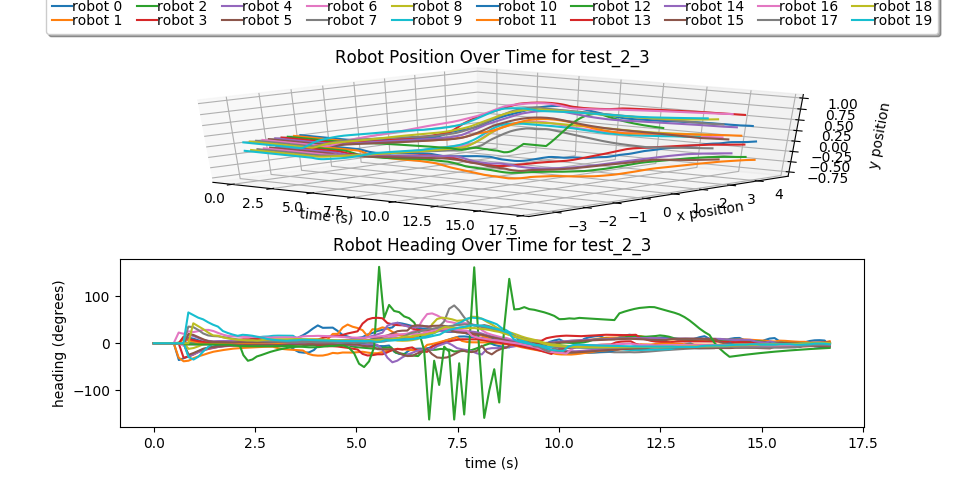 robot 0 robot 2 robot 4 robot 6 robot 8 robot 10 robot 12 robot 14 robot 16 robot 18
robot 1 robot 3 robot 5 robot 7 robot 9 robot 11 robot 13 robot 15 robot 17 robot 19
Robot Position Over Time for test_2_3
1.00
0.75
0.50
0.25
0.00
−0.25
−0.50
−0.75
y position
0.0 2.5 5.0 7.5 10.0 12.5 15.0 17.5
time (s)
−3 −2 −1 0 1 2 3 4
x position
Robot Heading Over Time for test_2_3
100
0
−100
heading (degrees)
0.0 2.5 5.0 7.5 10.0 12.5 15.0 17.5
time (s)